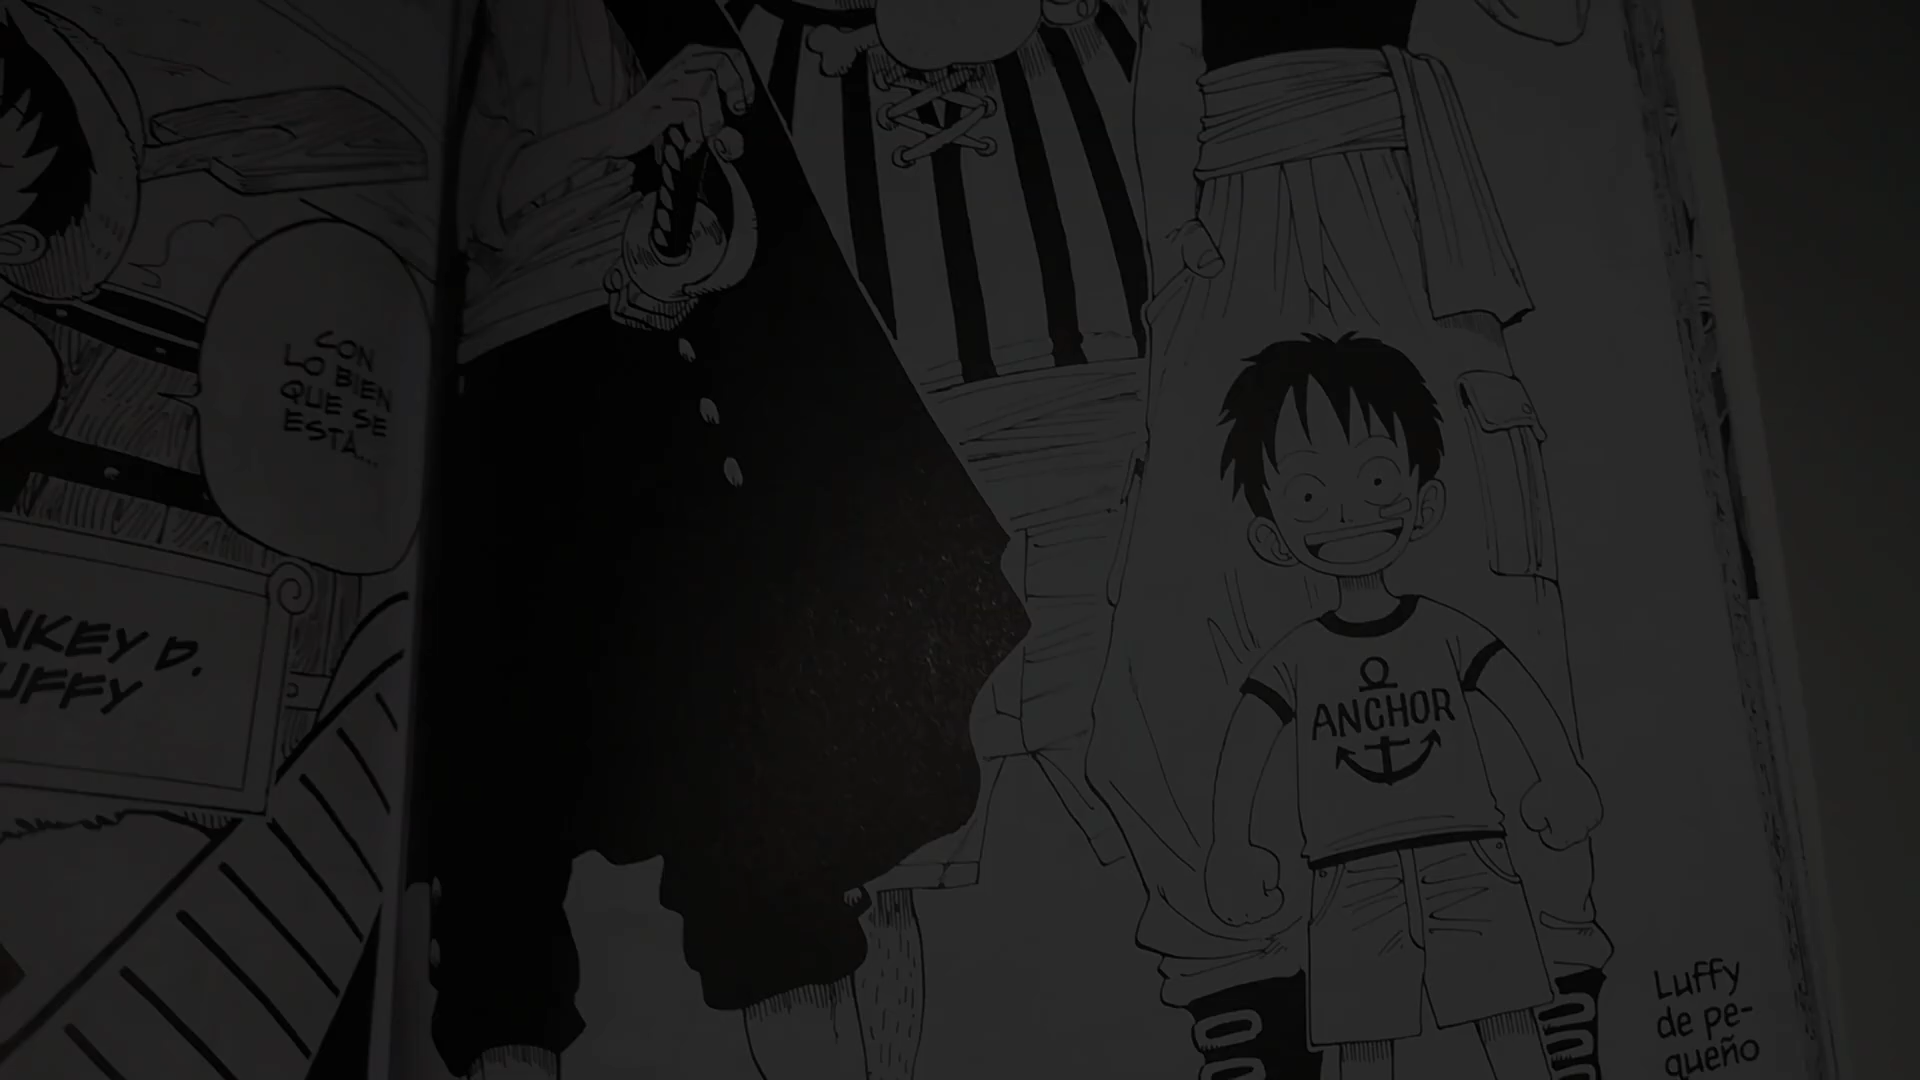 CON
LO BIEN
QUE SE
ESTÁ...
NKEY D.
UFFY
ANCHOR
Luffy
de pe-
queño